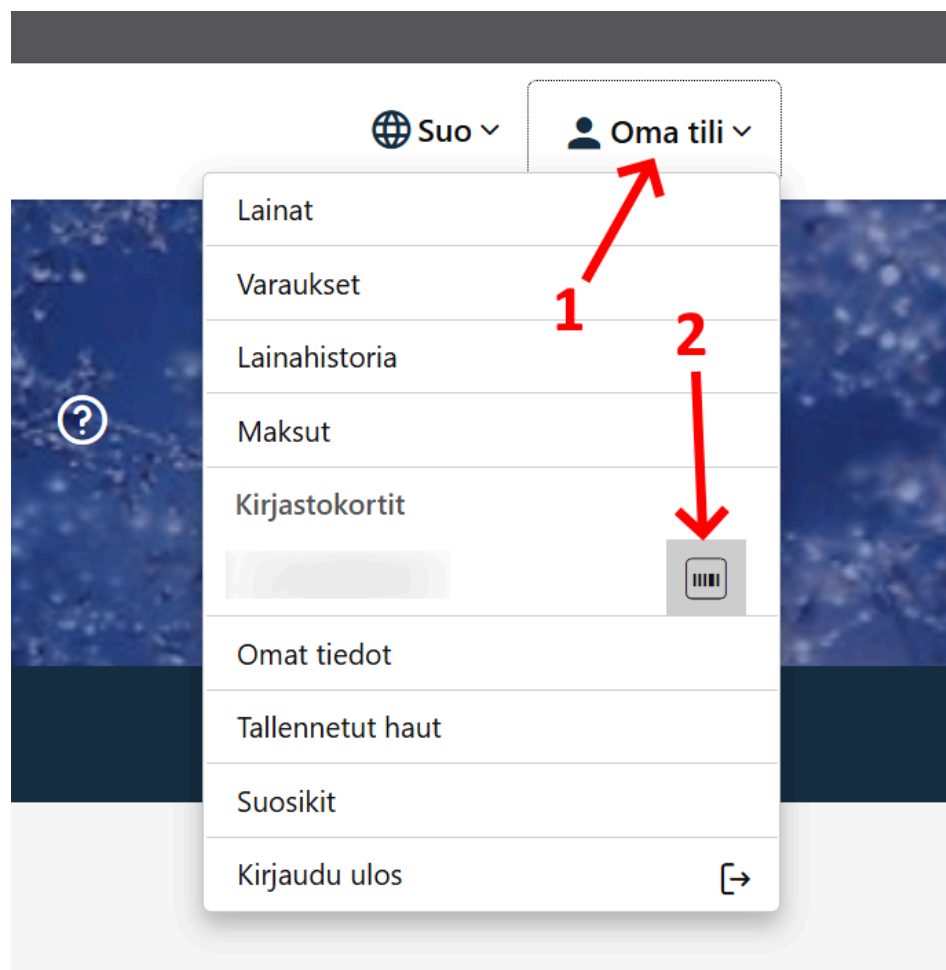 Suo
Oma tili
Lainat
Varaukset
1
2
Lainahistoria
Maksut
Kirjastokortit
Omat tiedot
Tallennetut haut
Suosikit
Kirjaudu ulos